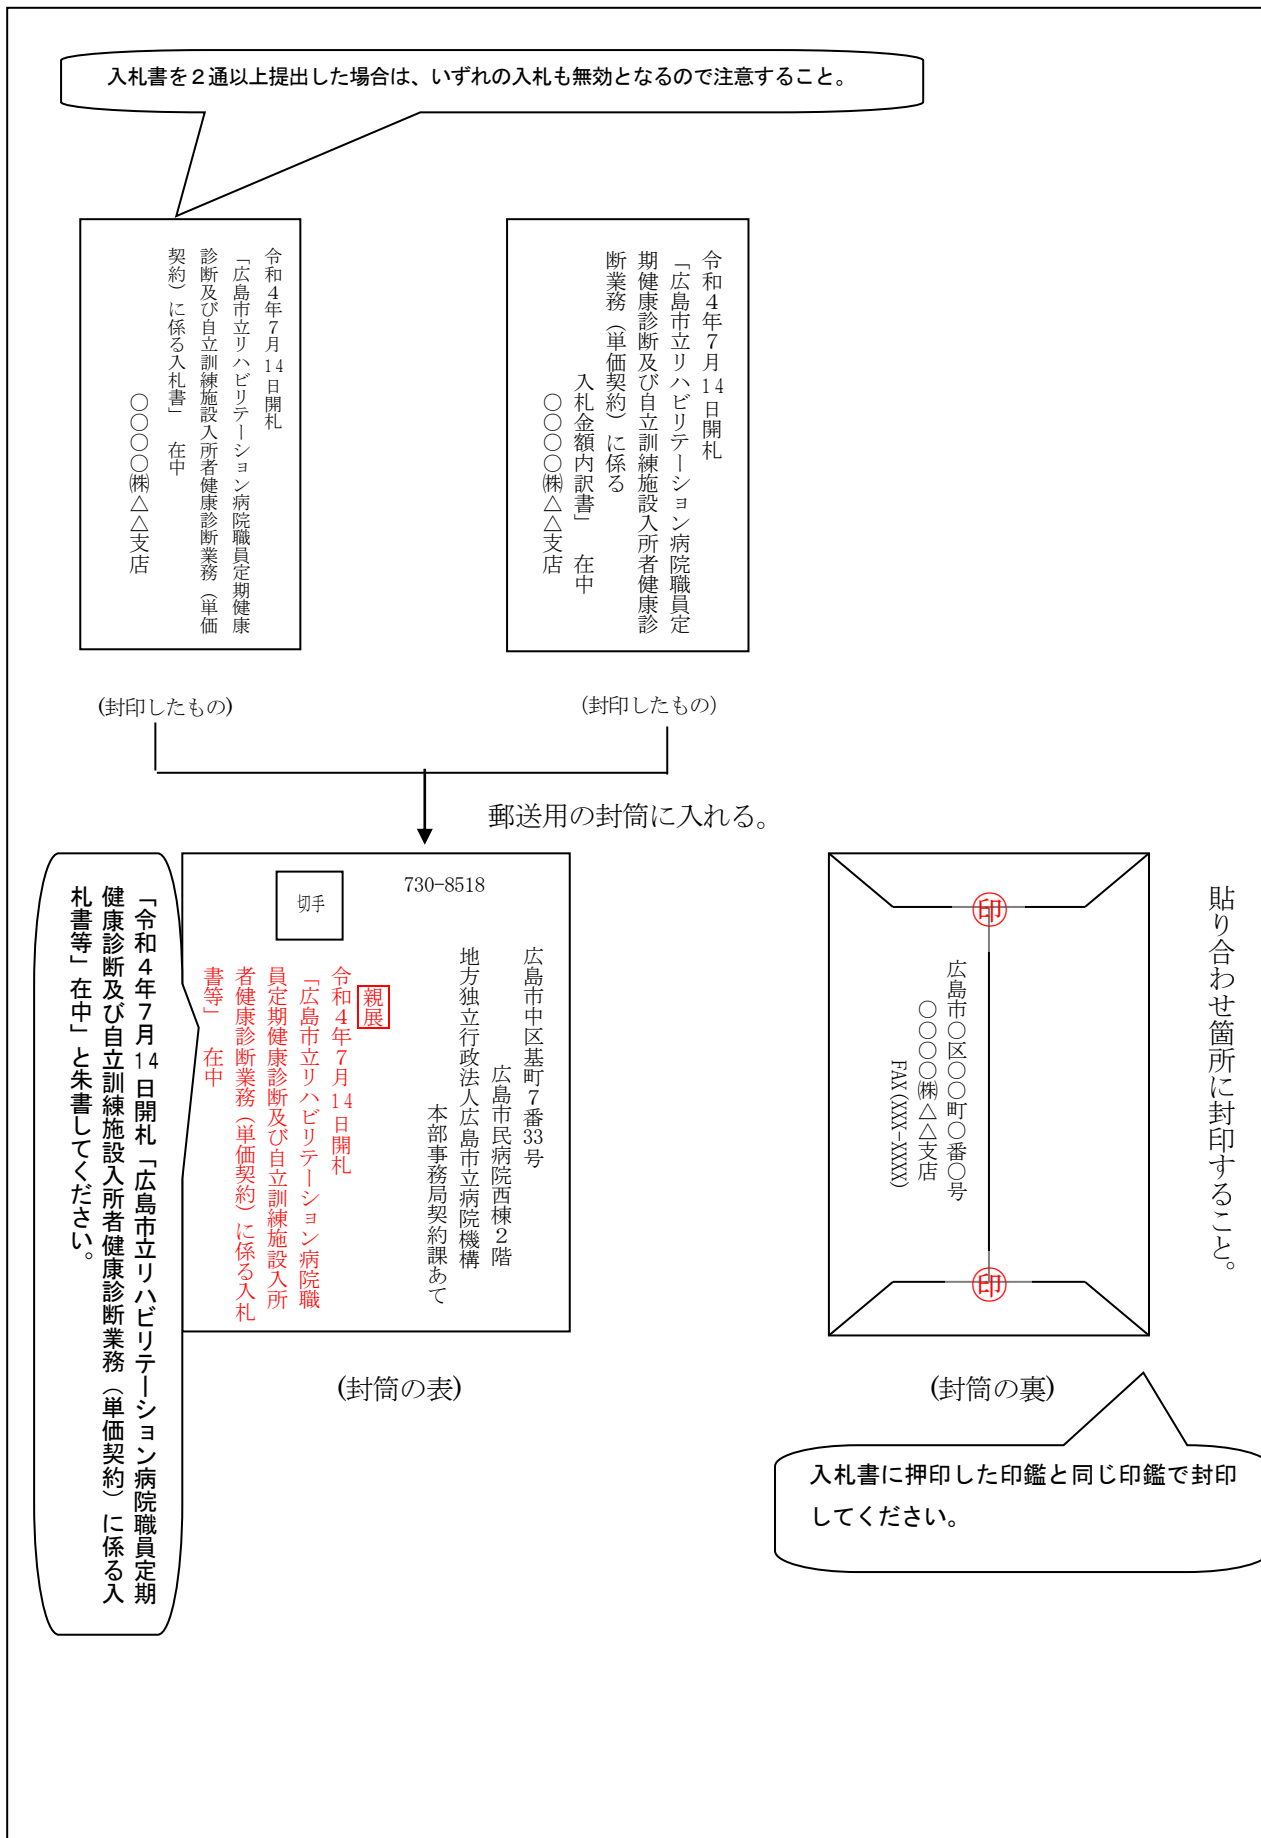 入札書を２通以上提出した場合は、いずれの入札も無効となるので注意すること。
令和４年７月14日開札
「広島市立リハビリテーション病院職員定期健康
診断及び自立訓練施設入所者健康診断業務（単価
契約）に係る入札書」　在中
○○○○㈱△△支店
令和４年７月14日開札
「広島市立リハビリテーション病院職員定
期健康診断及び自立訓練施設入所者健康診
断業務（単価契約）に係る
入札金額内訳書」　在中
○○○○㈱△△支店
(封印したもの)
(封印したもの)
郵送用の封筒に入れる。
「令和４年７月14日開札「広島市立リハビリテーション病院職員定期
健康診断及び自立訓練施設入所者健康診断業務（単価契約）に係る入
札書等」在中」と朱書してください。
切手
730-8518
広島市中区基町７番33号
広島市民病院西棟２階
地方独立行政法人広島市立病院機構
本部事務局契約課あて
親展
令和４年７月14日開札
「広島市立リハビリテーション病院職
員定期健康診断及び自立訓練施設入所
者健康診断業務（単価契約）に係る入札
書等」　在中
(封筒の表)
貼り合わせ箇所に封印すること。
印
広島市○区○○町○番○号
○○○○㈱△△支店
FAX(XXX-XXXX)
印
(封筒の裏)
入札書に押印した印鑑と同じ印鑑で封印
してください。